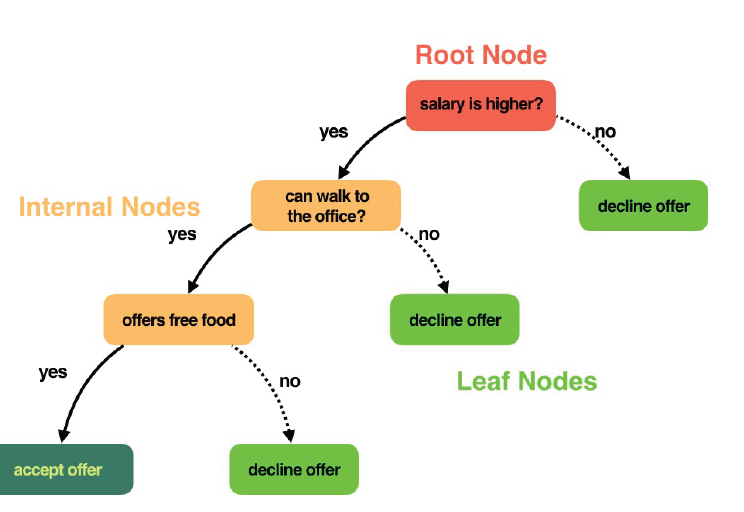 Root Node
salary is higher?
yes
no
Internal Nodes
can walk to
the office?
decline offer
yes
no
offers free food
decline offer
yes
no
Leaf Nodes
accept offer
decline offer